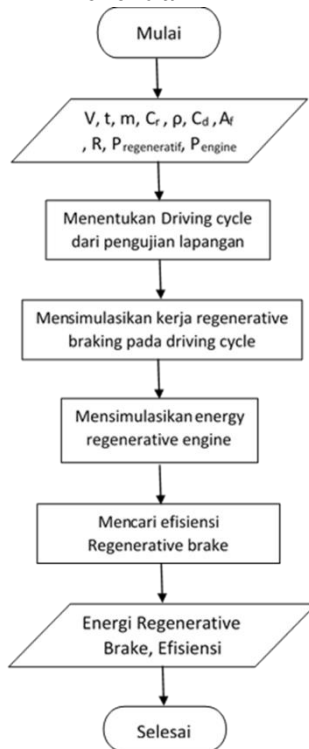 Mulai
V, t, m, Cr, ρ, Cd ,Af
, R, Pregeneratif, Pengine
Menentukan Driving cycle
dari pengujian lapangan
Mensimulasikan kerja regenerative
braking pada driving cycle
Mensimulasikan energy
regenerative engine
Mencari efisiensi
Regenerative brake
Energi Regenerative
Brake, Efisiensi
Selesai